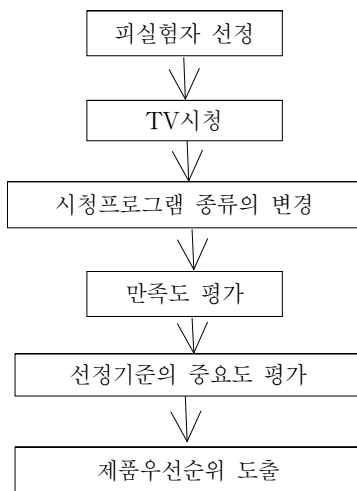 피실험자 선정
TV시청
시청프로그램 종류의 변경
만족도 평가
선정기준의 중요도 평가
제품우선순위 도출